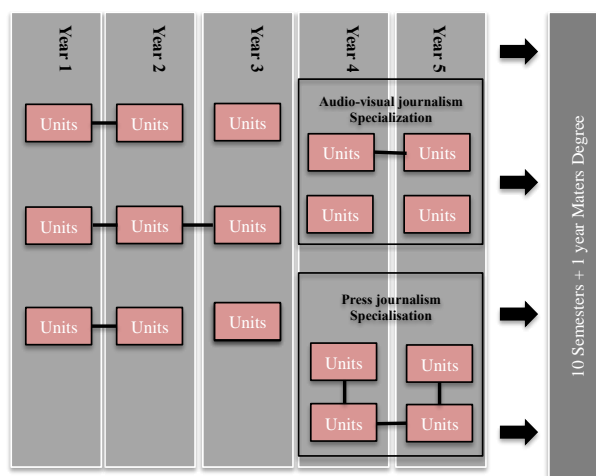 Year 1
Year 2
Year 3
Year 4
Year 5
Audio-visual journalism
Specialization
Units
Units
Units
Units
Units
Units
Units
Units
Units
Units
Press journalism
Specialisation
Units
Units
Units
Units
Units
Units
Units
10 Semesters + 1 year Maters Degree